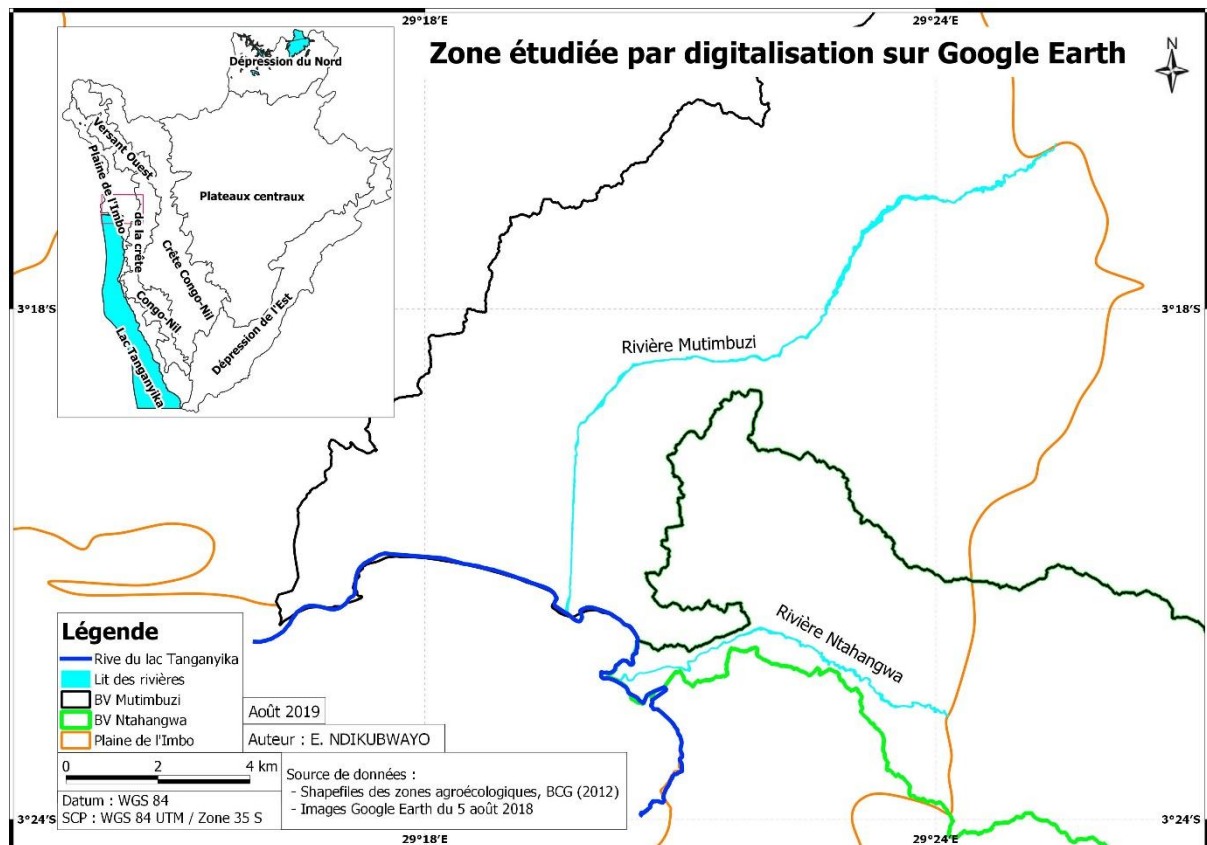 29°18'E
29°24'E
Zone étudiée par digitalisation sur Google Earth
N
Dépression du Nord
Versant Ouest
de la crête
Congo-Nil
Plaine de l'Imbo
Plateaux centraux
Crête Congo-Nil
Dépression de l'Est
Lac Tanganyika
3°18'S
3°18'S
Rivière Mutimbuzi
Rivière Ntahangwa
Légende
Rive du lac Tanganyika
Lit des rivières
BV Mutimbuzi
BV Ntahangwa
Plaine de l'Imbo
Août 2019
Auteur : E. NDIKUBWAYO
0 2 4 km
Datum : WGS 84
SCP : WGS 84 UTM / Zone 35 S
Source de données :
- Shapefiles des zones agroécologiques, BCG (2012)
- Images Google Earth du 5 août 2018
3°24'S
3°24'S
29°18'E
29°24'E